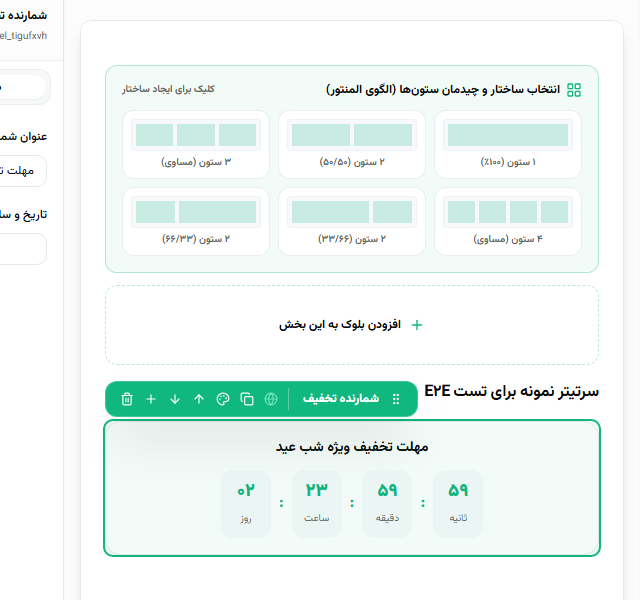 انتخاب ساختار و چیدمان ستون‌ها (الگوی المنتور)
کلیک برای ایجاد ساختار
۱ ستون (۱۰۰٪)
۲ ستون (۵۰/۵۰)
۳ ستون (مساوی)
۴ ستون (مساوی)
۲ ستون (۳۳/۶۶)
۲ ستون (۶۶/۳۳)
افزودن بلوک به این بخش
سرتیتر نمونه برای تست E۲E
شمارنده تخفیف
مهلت تخفیف ویژه شب عید
۵۹ : ۵۹ : ۲۳ : ۰۲
ثانیه دقیقه ساعت روز
شمارنده
el_tigufxvh
عنوان
مهلت
تاریخ و